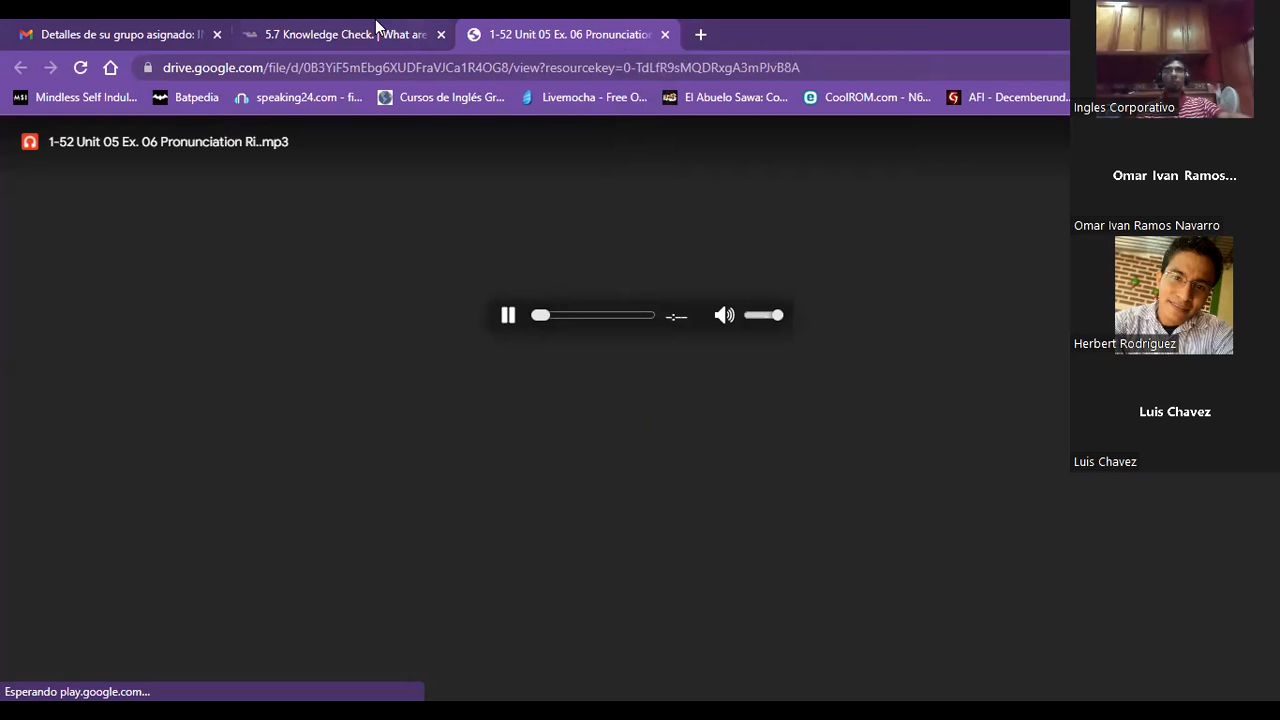 Detalles de su grupo asignado: I
5.7 Knowledge Check | What are
1-52 Unit 05 Ex. 06 Pronunciation
drive.google.com/file/d/0B3YiF5mEbg6XUDFraVJCa1R4OG8/view?resourcekey=0-TdLfR9sMQDRxgA3mPJvB8A
Mindless Self Indul...
Batpedia
speaking24.com - fi...
Cursos de Inglés Gr...
Livemocha - Free O...
El Abuelo Sawa: Co...
CoolROM.com - N6...
AFI - Decemberund...
1-52 Unit 05 Ex. 06 Pronunciation Ri..mp3
-:--
Esperando play.google.com...
Ingles Corporativo
Omar Ivan Ramos...
Omar Ivan Ramos Navarro
Herbert Rodríguez
Luis Chavez
Luis Chavez